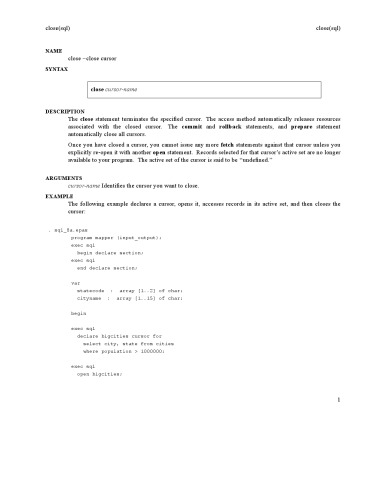 close(sql) close(sql)
NAME
close –close cursor
SYNTAX
close cursor-name
DESCRIPTION
The close statement terminates the specified cursor. The access method automatically releases resources
associated with the closed cursor. The commit and rollback statements, and prepare statement
automatically close all cursors.
Once you have closed a cursor, you cannot issue any more fetch statements against that cursor unless you
explicitly re-open it with another open statement. Records selected for that cursor's active set are no longer
available to your program. The active set of the cursor is said to be “undefined.”
ARGUMENTS
cursor-name Identifies the cursor you want to close.
EXAMPLE
The following example declares a cursor, opens it, accesses records in its active set, and then closes the
cursor:
. sql_8a.epas
program mapper (input_output);
exec sql
begin declare section;
exec sql
end declare section;
var
statecode : array [1..2] of char;
cityname : array [1..15] of char;
begin
exec sql
declare bigcities cursor for
select city, state from cities
where population > 1000000;
exec sql
open bigcities;
1